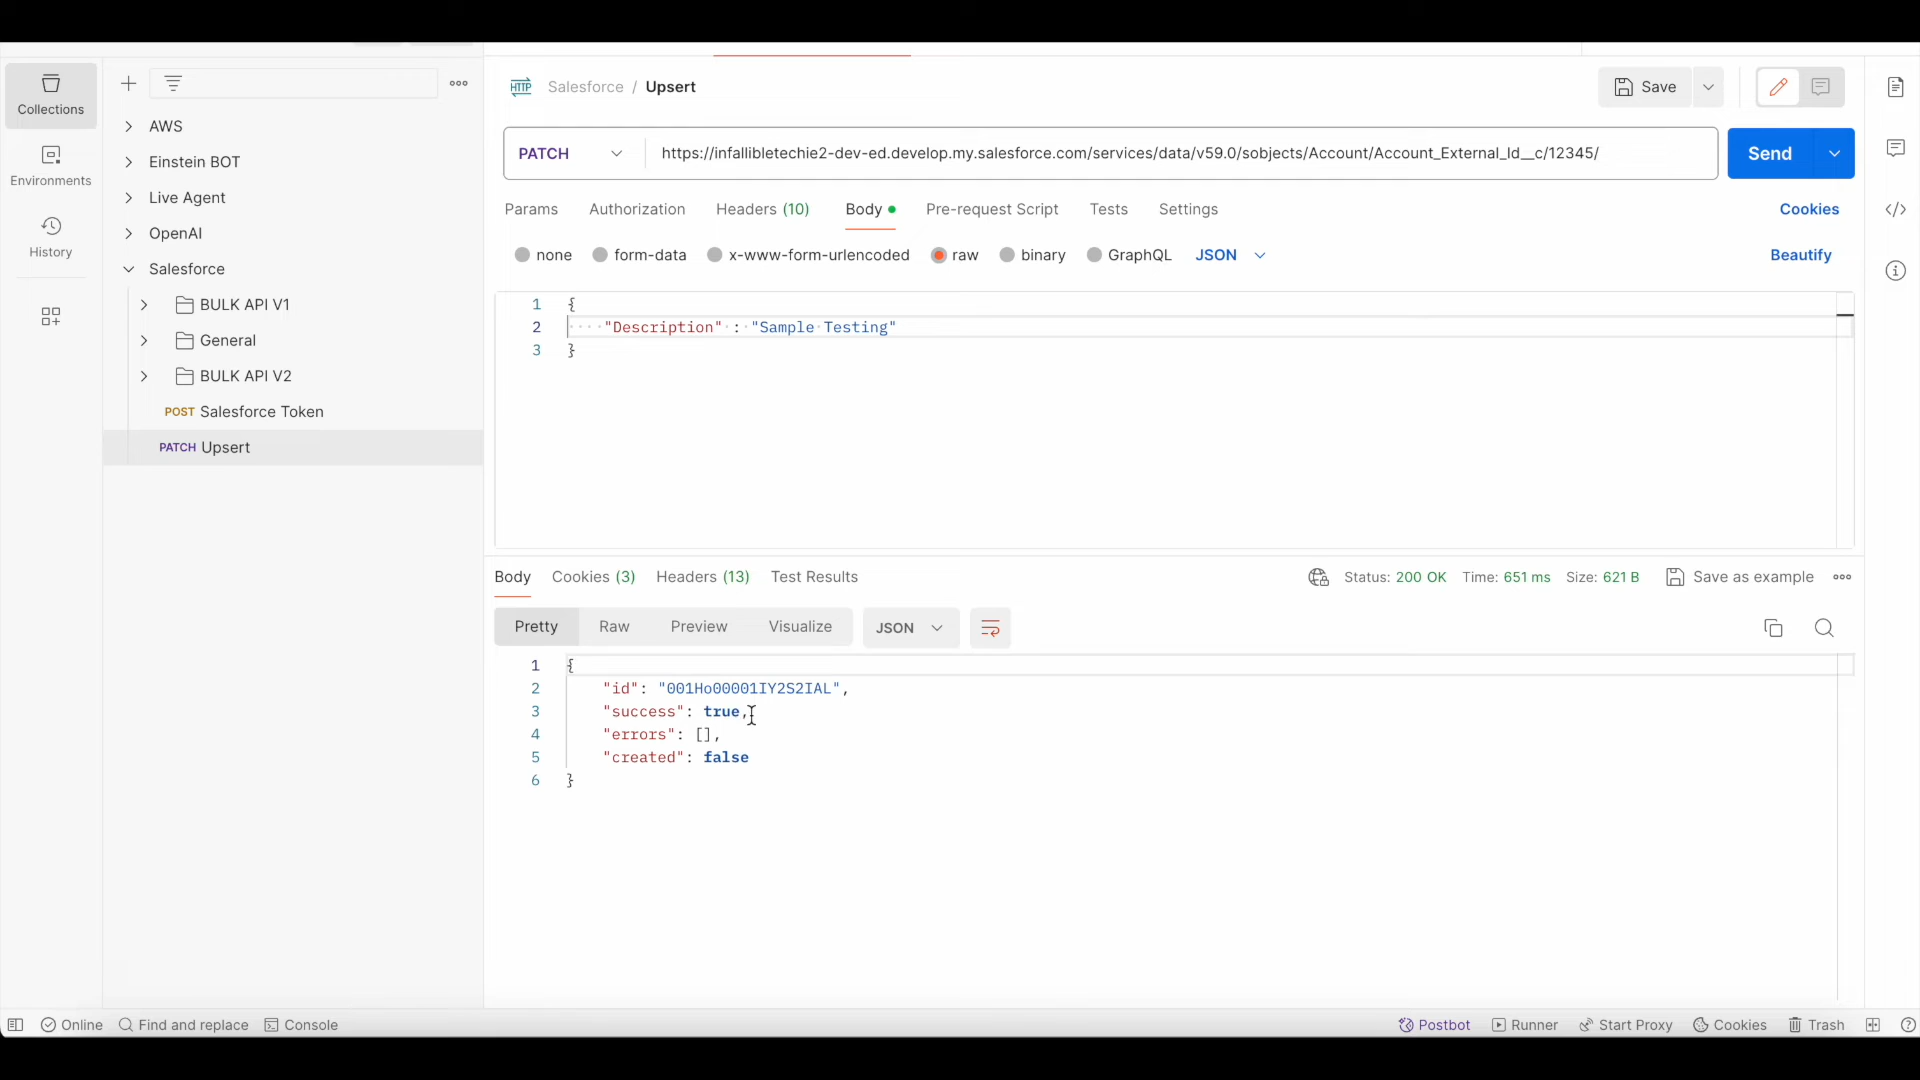 Collections
Environments
History
AWS
Einstein BOT
Live Agent
OpenAI
Salesforce
BULK API V1
General
BULK API V2
POST Salesforce Token
PATCH Upsert
HTTP Salesforce / Upsert
Save
PATCH https://infallibletechie2-dev-ed.develop.my.salesforce.com/services/data/v59.0/sobjects/Account/Account_External_Id__c/12345/ Send
Params Authorization Headers (10) Body Pre-request Script Tests Settings Cookies
none form-data x-www-form-urlencoded raw binary GraphQL JSON Beautify
1 {
2 ····"Description"·:·"Sample·Testing"
3 }
Body Cookies (3) Headers (13) Test Results Status: 200 OK Time: 651 ms Size: 621 B Save as example
Pretty Raw Preview Visualize JSON
1 {
2 "id": "001Ho00001IY2S2IAL",
3 "success": true,
4 "errors": [],
5 "created": false
6 }
Online Find and replace Console Postbot Runner Start Proxy Cookies Trash